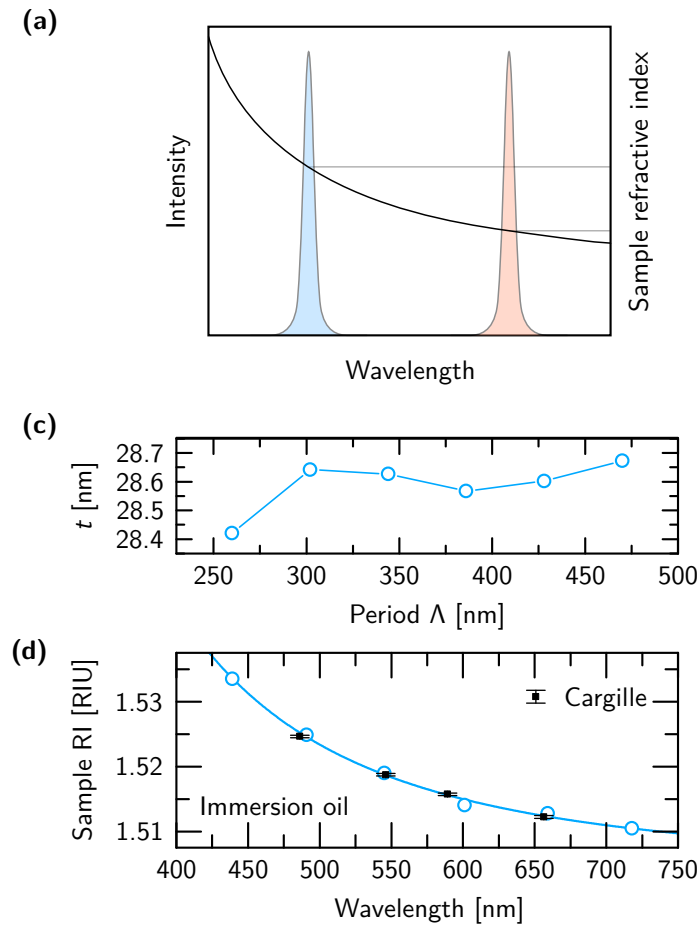 (a)
Intensity
Sample refractive index
Wavelength
(c)
t [nm]
28.7
28.6
28.5
28.4
250 300 350 400 450 500
Period Λ [nm]
(d)
Sample RI [RIU]
1.53
1.52
1.51
Cargille
Immersion oil
400 450 500 550 600 650 700 750
Wavelength [nm]